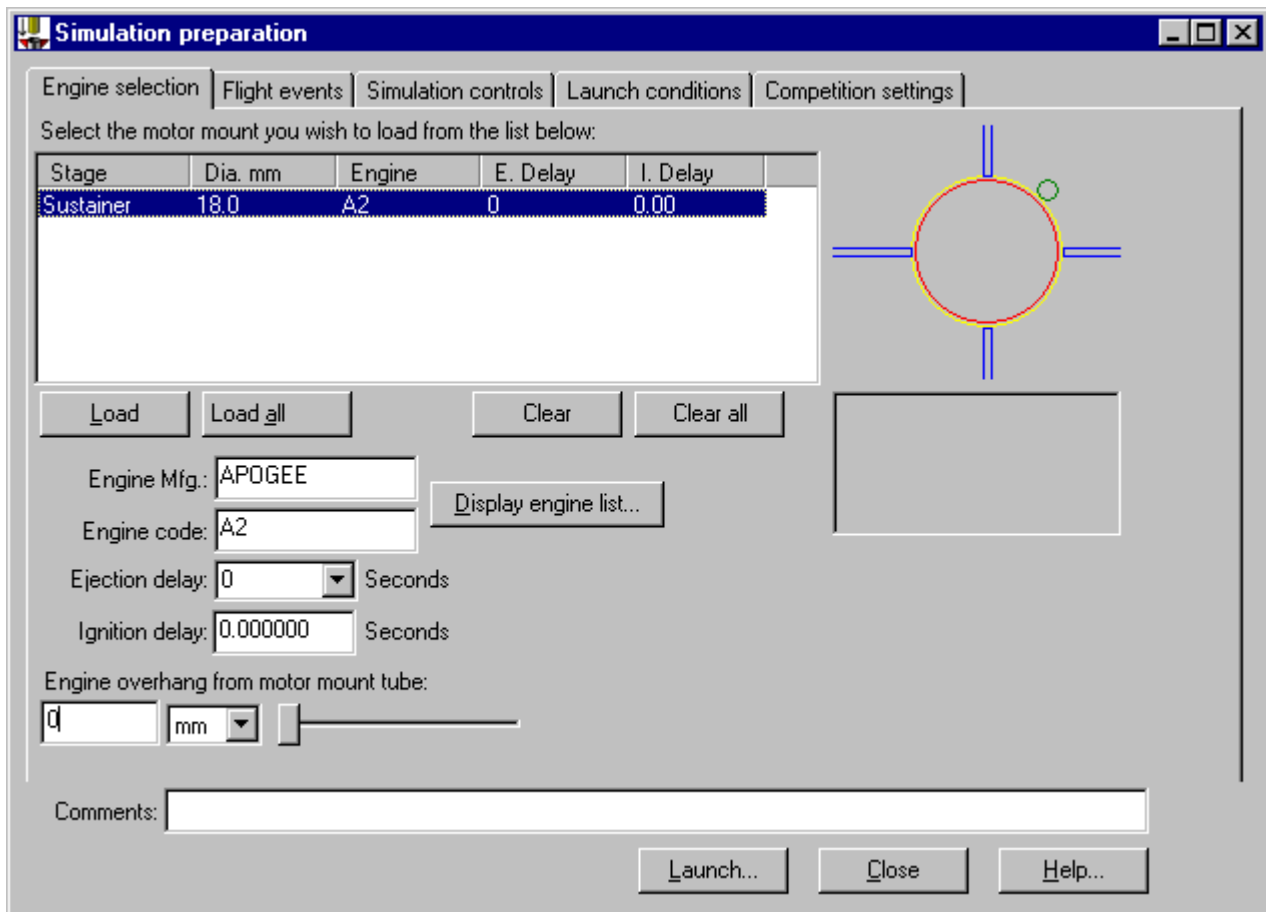 Simulation preparation
Engine selection Flight events Simulation controls Launch conditions Competition settings
Select the motor mount you wish to load from the list below:
Stage Dia. mm Engine E. Delay I. Delay
Sustainer 18.0 A2 0 0.00
Load Load all Clear Clear all
Engine Mfg.: APOGEE
Display engine list...
Engine code: A2
Ejection delay: 0 Seconds
Ignition delay: 0.000000 Seconds
Engine overhang from motor mount tube:
0 mm
Comments:
Launch... Close Help...